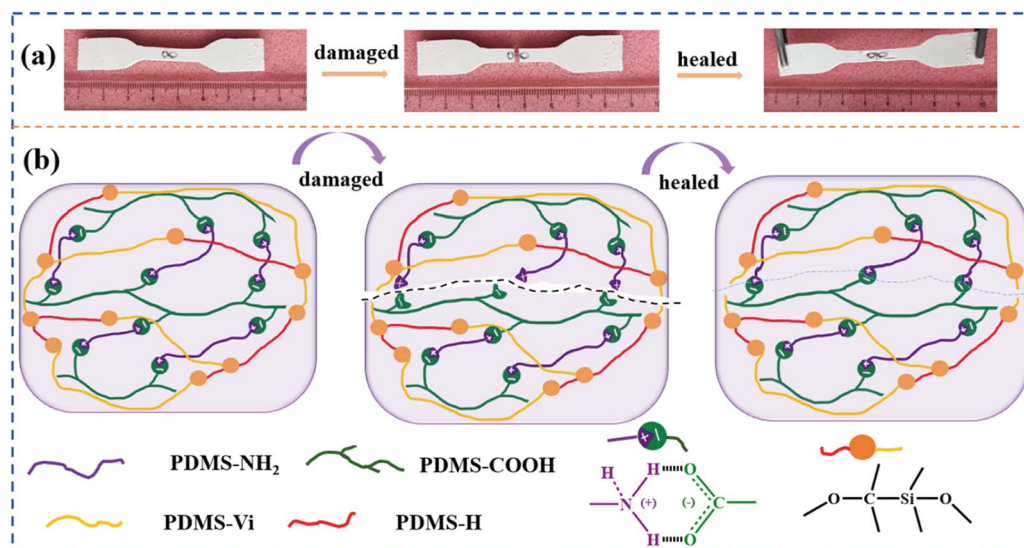 (a)
damaged
healed
(b)
damaged
healed
PDMS-NH₂
PDMS-COOH
PDMS-Vi
PDMS-H
H
H
O
N
(+)
(-)
C
H
O
O
C
Si
O